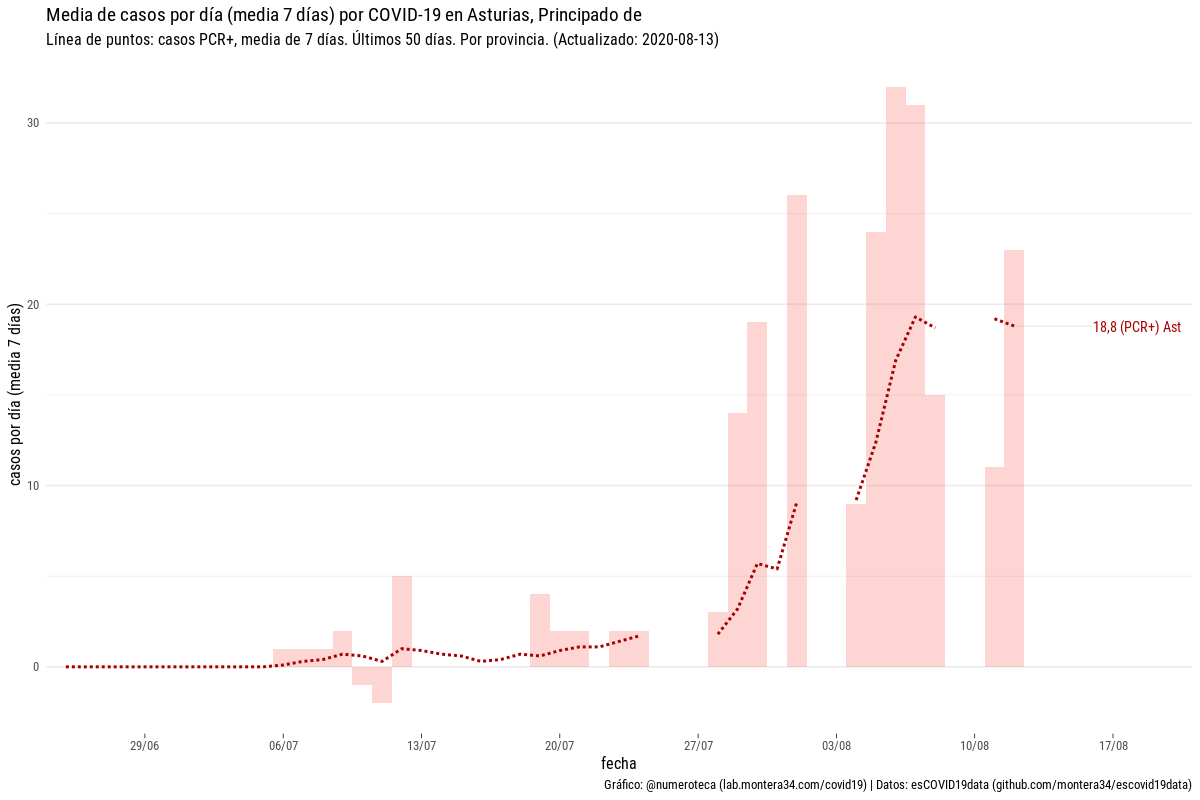 Media de casos por día (media 7 días) por COVID-19 en Asturias, Principado de
Línea de puntos: casos PCR+, media de 7 días. Últimos 50 días. Por provincia. (Actualizado: 2020-08-13)
casos por día (media 7 días)
30
20
10
0
18,8 (PCR+) Ast
29/06
06/07
13/07
20/07
27/07
03/08
10/08
17/08
fecha
Gráfico: @numeroteca (lab.montera34.com/covid19) | Datos: esCOVID19data (github.com/montera34/escovid19data)